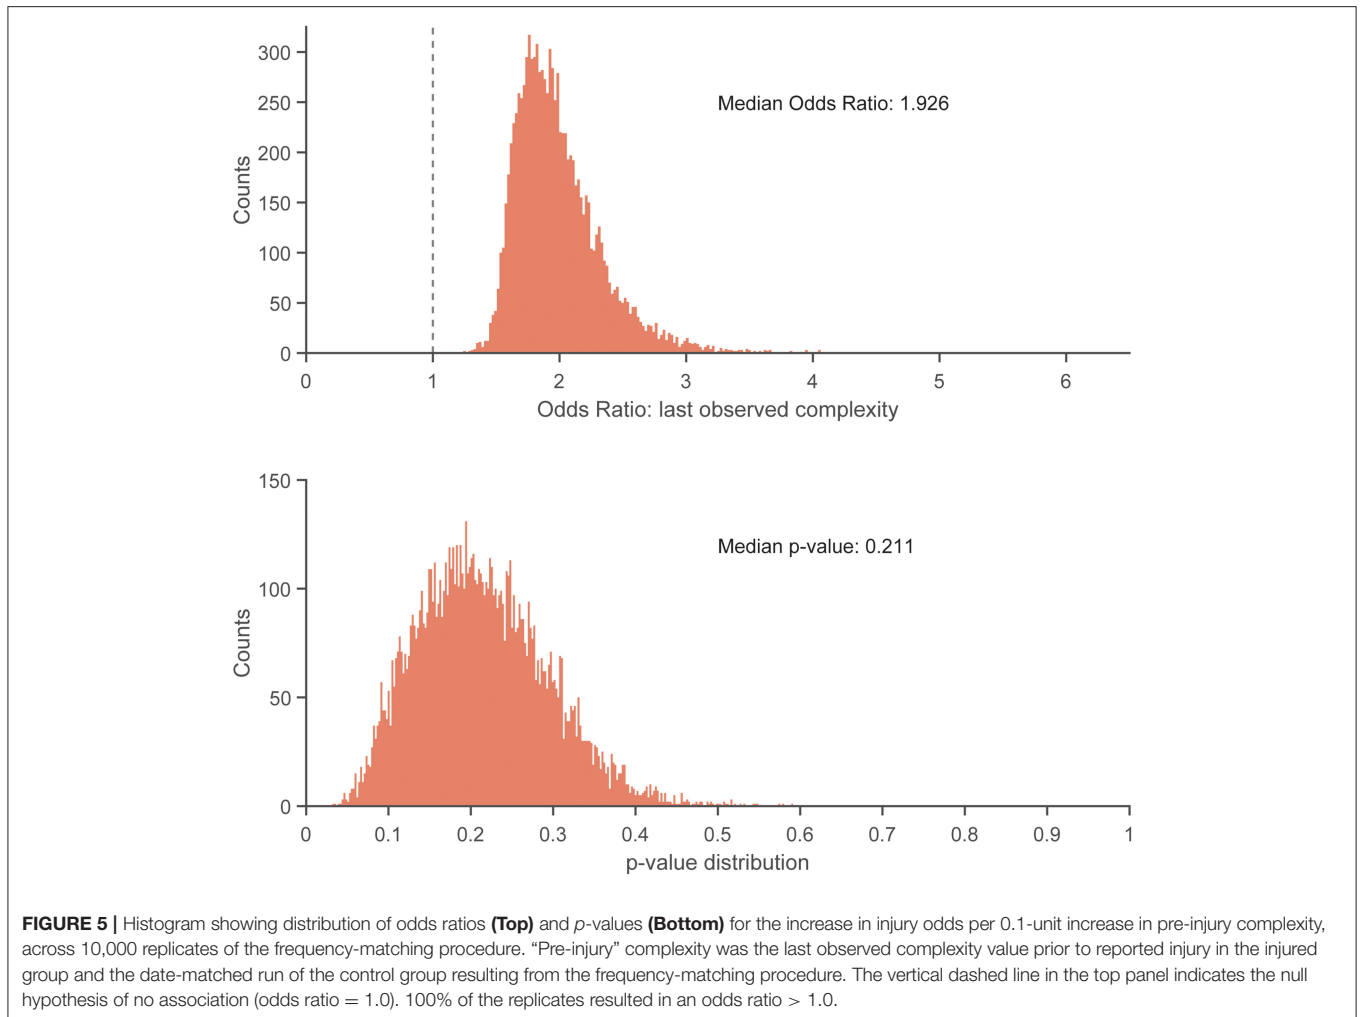 300
250
200
150
100
50
0
Counts
Median Odds Ratio: 1.926
0 1 2 3 4 5 6
Odds Ratio: last observed complexity
150
100
50
0
Counts
Median p-value: 0.211
0 0.1 0.2 0.3 0.4 0.5 0.6 0.7 0.8 0.9 1
p-value distribution
FIGURE 5 | Histogram showing distribution of odds ratios (Top) and p-values (Bottom) for the increase in injury odds per 0.1-unit increase in pre-injury complexity,
across 10,000 replicates of the frequency-matching procedure. “Pre-injury” complexity was the last observed complexity value prior to reported injury in the injured
group and the date-matched run of the control group resulting from the frequency-matching procedure. The vertical dashed line in the top panel indicates the null
hypothesis of no association (odds ratio = 1.0). 100% of the replicates resulted in an odds ratio > 1.0.